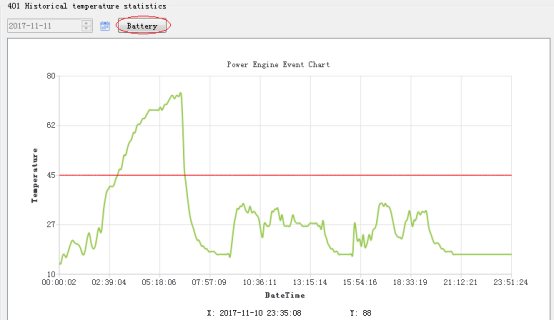 401 Historical temperature statistics
2017-11-11
Battery
Power Engine Event Chart
80
62
45
27
10
Temperature
00:00:02 02:39:04 05:18:06 07:57:09 10:36:11 13:15:14 15:54:16 18:33:19 21:12:21 23:51:24
DateTime
X: 2017-11-10 23:35:08 Y: 88